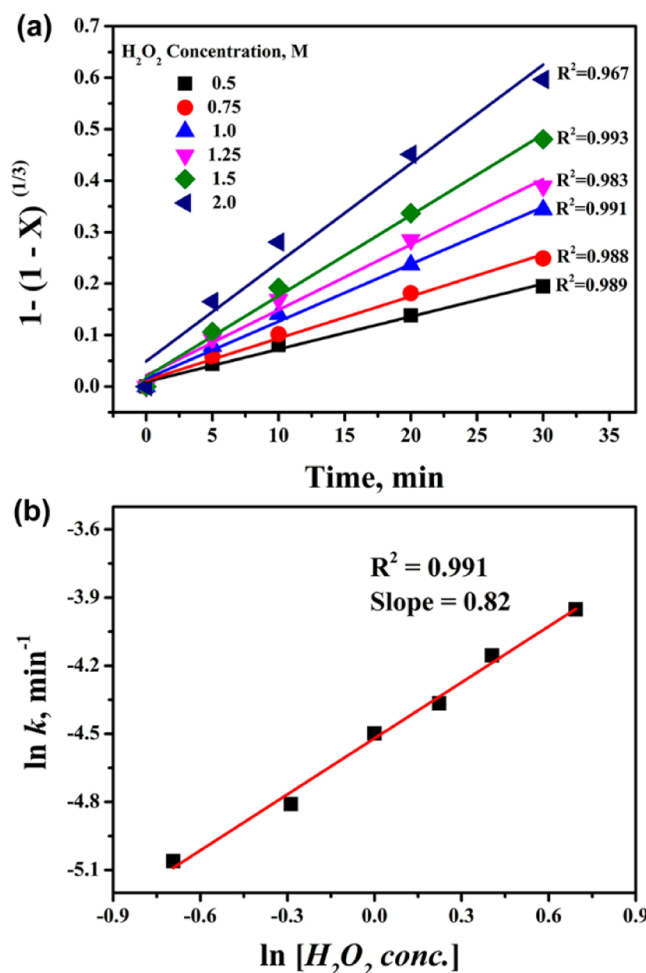 (a)
H₂O₂ Concentration, M
0.5
0.75
1.0
1.25
1.5
2.0
R²=0.967
R²=0.993
R²=0.983
R²=0.991
R²=0.988
R²=0.989
1- (1 - X) ^(1/3)
0.7
0.6
0.5
0.4
0.3
0.2
0.1
0.0
0 5 10 15 20 25 30 35
Time, min
(b)
R² = 0.991
Slope = 0.82
ln k, min⁻¹
-3.6
-3.9
-4.2
-4.5
-4.8
-5.1
-0.9 -0.6 -0.3 0.0 0.3 0.6 0.9
ln [H₂O₂ conc.]